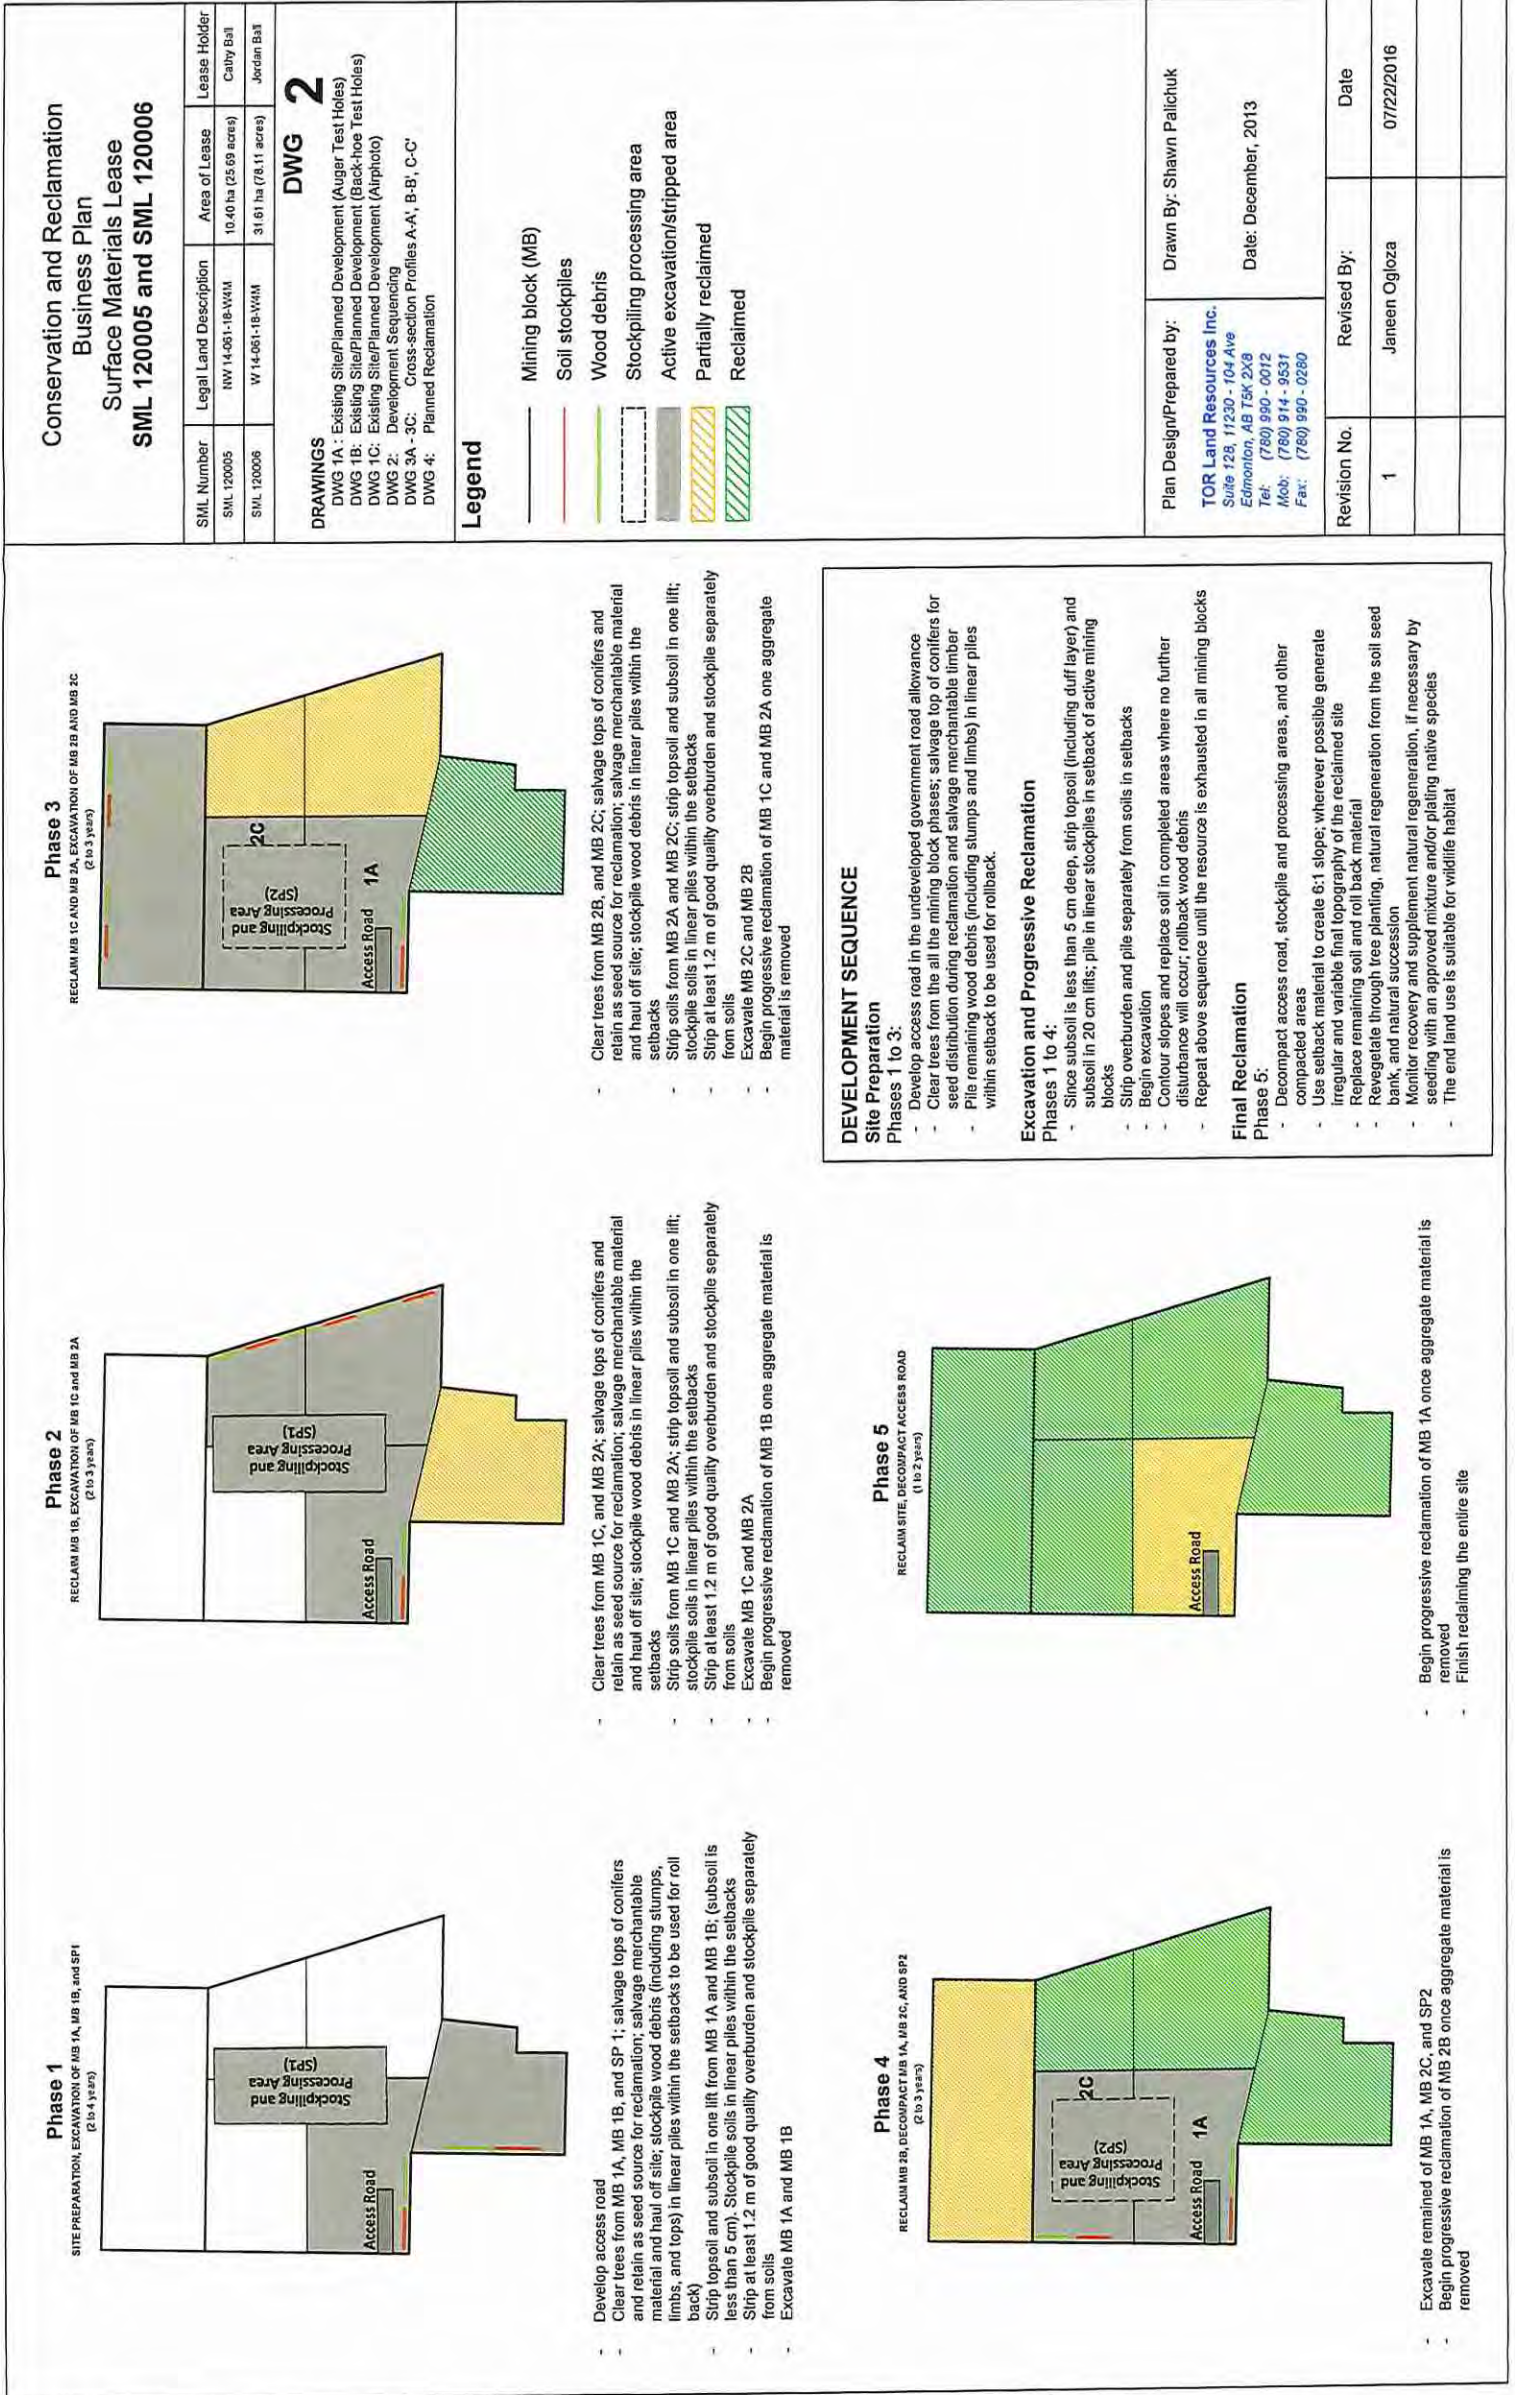 Phase 1
SITE PREPARATION, EXCAVATION OF MB 1A, MB 1B, and SP1
(2 to 4 years)
Stockpiling and
Processing Area
(SP1)
Access Road
- Develop access road
- Clear trees from MB 1A, MB 1B, and SP 1; salvage tops of conifers
and retain as seed source for reclamation; salvage merchantable
material and haul off site; stockpile wood debris (including stumps,
limbs, and tops) in linear piles within the setbacks to be used for roll
back)
- Strip topsoil and subsoil in one lift from MB 1A and MB 1B; (subsoil is
less than 5 cm). Stockpile soils in linear piles within the setbacks
- Strip at least 1.2 m of good quality overburden and stockpile separately
from soils
- Excavate MB 1A and MB 1B
Phase 2
RECLAIM MB 1B, EXCAVATION OF MB 1C and MB 2A
(2 to 3 years)
Stockpiling and
Processing Area
(SP1)
Access Road
- Clear trees from MB 1C, and MB 2A; salvage tops of conifers and
retain as seed source for reclamation; salvage merchantable material
and haul off site; stockpile wood debris in linear piles within the
setbacks
- Strip soils from MB 1C and MB 2A; strip topsoil and subsoil in one lift;
stockpile soils in linear piles within the setbacks
- Strip at least 1.2 m of good quality overburden and stockpile separately
from soils
- Excavate MB 1C and MB 2A
- Begin progressive reclamation of MB 1B one aggregate material is
removed
Phase 3
RECLAIM MB 1C AND MB 2A, EXCAVATION OF MB 2B AND MB 2C
(2 to 3 years)
2C
Stockpiling and
Processing Area
(SP2)
1A
Access Road
- Clear trees from MB 2B, and MB 2C; salvage tops of conifers and
retain as seed source for reclamation; salvage merchantable material
and haul off site; stockpile wood debris in linear piles within the
setbacks
- Strip soils from MB 2A and MB 2C; strip topsoil and subsoil in one lift;
stockpile soils in linear piles within the setbacks
- Strip at least 1.2 m of good quality overburden and stockpile separately
from soils
- Excavate MB 2C and MB 2B
- Begin progressive reclamation of MB 1C and MB 2A one aggregate
material is removed
Phase 4
RECLAIM MB 2B, DECOMPACT MB 1A, MB 2C, AND SP2
(2 to 3 years)
2C
Stockpiling and
Processing Area
(SP2)
1A
Access Road
- Excavate remained of MB 1A, MB 2C, and SP2
- Begin progressive reclamation of MB 2B once aggregate material is
removed
Phase 5
RECLAIM SITE, DECOMPACT ACCESS ROAD
(1 to 2 years)
Access Road
- Begin progressive reclamation of MB 1A once aggregate material is
removed
- Finish reclaiming the entire site
DEVELOPMENT SEQUENCE
Site Preparation
Phases 1 to 3:
- Develop access road in the undeveloped government road allowance
- Clear trees from the all the mining block phases; salvage top of conifers for
seed distribution during reclamation and salvage merchantable timber
- Pile remaining wood debris (including stumps and limbs) in linear piles
within setback to be used for rollback.
Excavation and Progressive Reclamation
Phases 1 to 4:
- Since subsoil is less than 5 cm deep, strip topsoil (including duff layer) and
subsoil in 20 cm lifts; pile in linear stockpiles in setback of active mining
blocks
- Strip overburden and pile separately from soils in setbacks
- Begin excavation
- Contour slopes and replace soil in completed areas where no further
disturbance will occur; rollback wood debris
- Repeat above sequence until the resource is exhausted in all mining blocks
Final Reclamation
Phase 5:
- Decompact access road, stockpile and processing areas, and other
compacted areas
- Use setback material to create 6:1 slope; wherever possible generate
irregular and variable final topography of the reclaimed site
- Replace remaining soil and roll back material
- Revegetate through tree planting, natural regeneration from the soil seed
bank, and natural succession
- Monitor recovery and supplement natural regeneration, if necessary by
seeding with an approved mixture and/or plating native species
- The end land use is suitable for wildlife habitat
Conservation and Reclamation
Business Plan
Surface Materials Lease
SML 120005 and SML 120006
SML Number Legal Land Description Area of Lease Lease Holder
SML 120005 NW 14-061-18-W4M 10.40 ha (25.69 acres) Cathy Ball
SML 120006 W 14-061-18-W4M 31.61 ha (78.11 acres) Jordan Ball
DWG 2
DRAWINGS
DWG 1A : Existing Site/Planned Development (Auger Test Holes)
DWG 1B: Existing Site/Planned Development (Back-hoe Test Holes)
DWG 1C: Existing Site/Planned Development (Airphoto)
DWG 2: Development Sequencing
DWG 3A - 3C: Cross-section Profiles A-A', B-B', C-C'
DWG 4: Planned Reclamation
Legend
Mining block (MB)
Soil stockpiles
Wood debris
Stockpiling processing area
Active excavation/stripped area
Partially reclaimed
Reclaimed
Plan Design/Prepared by:
TOR Land Resources Inc.
Suite 128, 11230 - 104 Ave
Edmonton, AB T5K 2X8
Tel: (780) 990 - 0012
Mob: (780) 914 - 9531
Fax: (780) 990 - 0280
Drawn By: Shawn Palichuk
Date: December, 2013
Revision No. Revised By: Date
1 Janeen Ogloza 07/22/2016